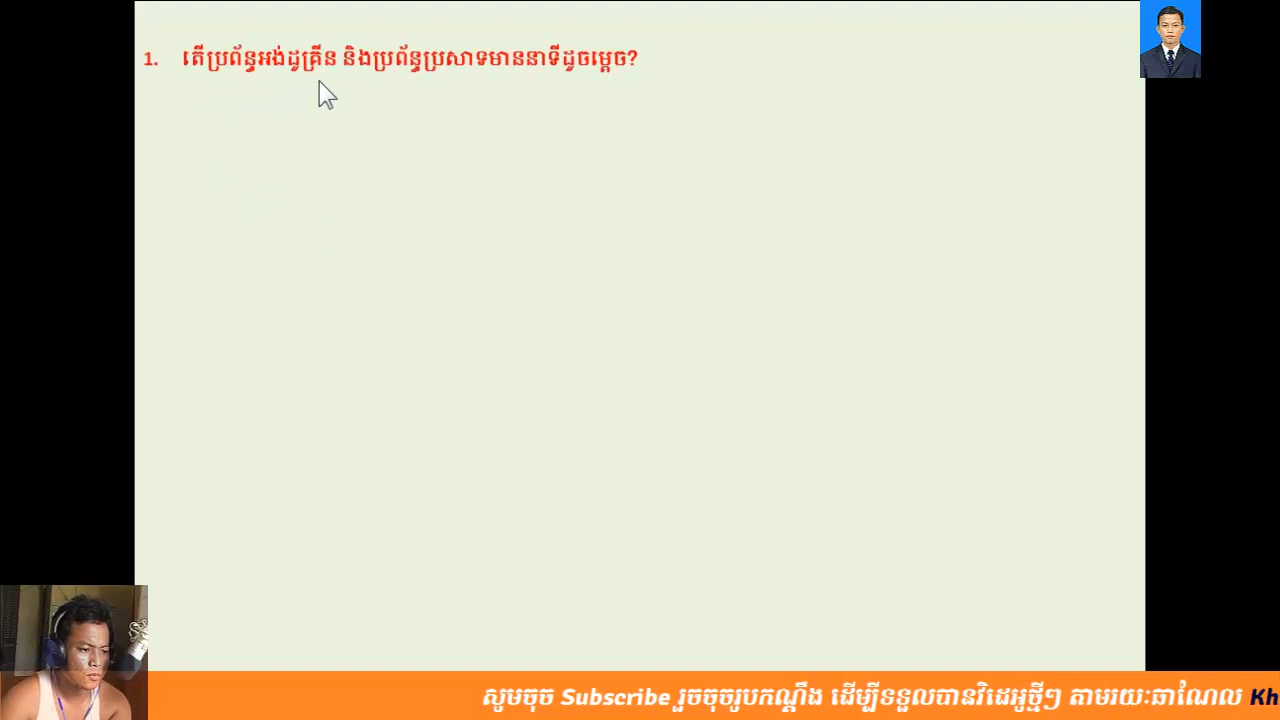 1. តើប្រព័ន្ធអង់ដូគ្រីន និងប្រព័ន្ធប្រសាទមាននាទីដូចម្ដេច?
សូមចុច Subscribe រួចចុចរូបកណ្ដឹង ដើម្បីទទួលបានវិដេអូថ្មីៗ តាមរយៈឆាណែល Kh